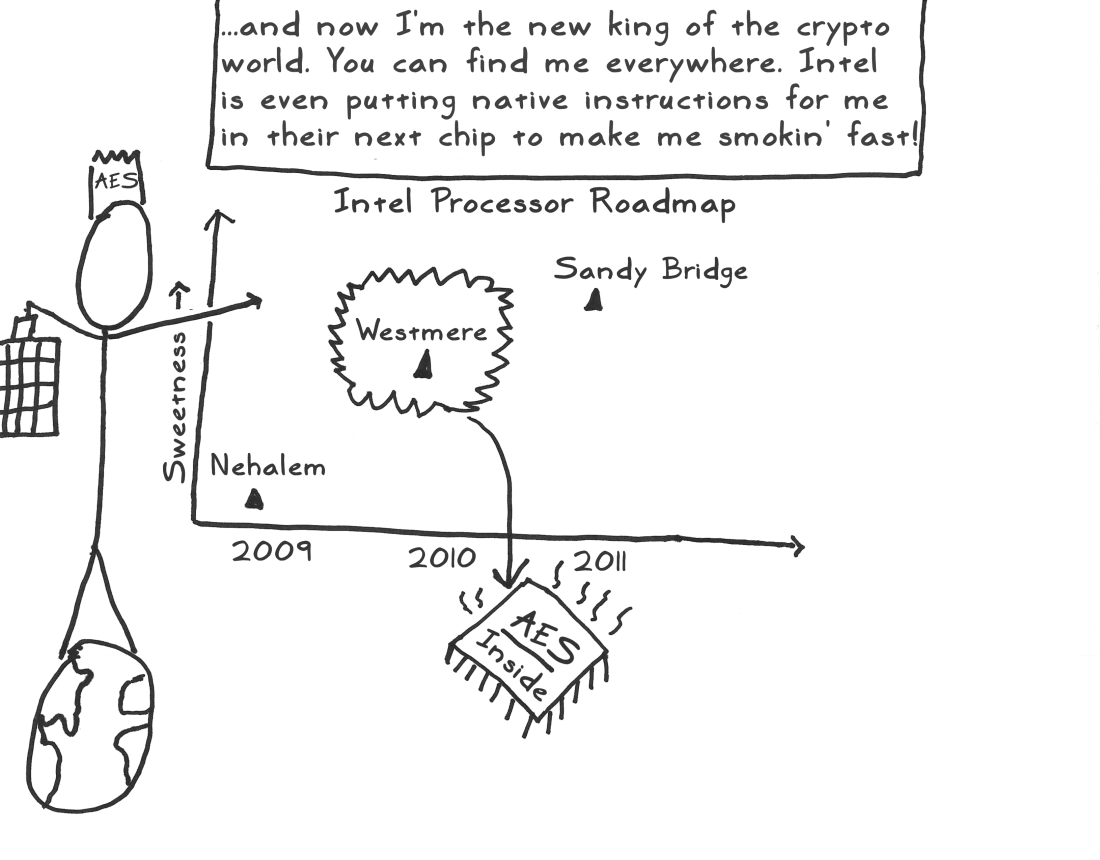 ...and now I'm the new king of the crypto
world. You can find me everywhere. Intel
is even putting native instructions for me
in their next chip to make me smokin' fast!
AES
Intel Processor Roadmap
Sandy Bridge
Westmere
Sweetness →
Nehalem
2009
2010
2011
AES
Inside